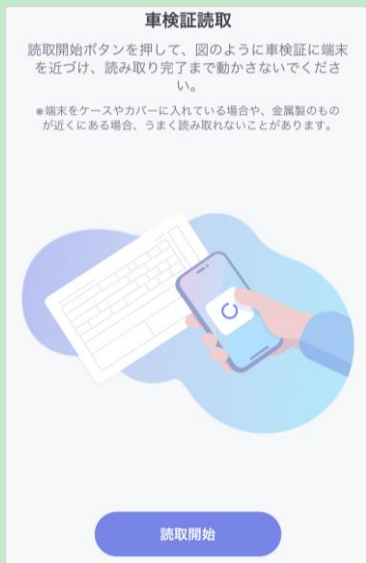 車検証読取
読取開始ボタンを押して、図のように車検証に端末
を近づけ、読み取り完了まで動かさないでくださ
い。
※端末をケースやカバーに入れている場合や、金属製のもの
が近くにある場合、うまく読み取れないことがあります。
読取開始